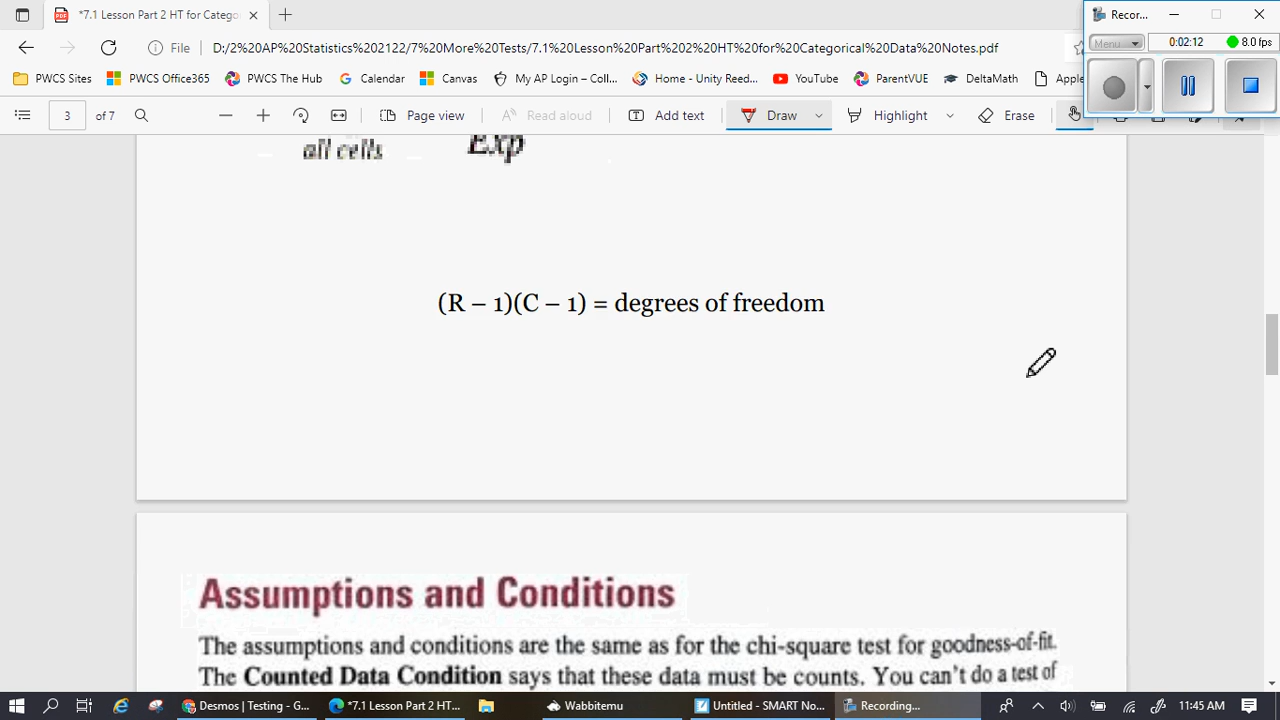 *7.1 Lesson Part 2 HT for Catego
Recor...
File
D:/2%20AP%20Statistics%202122/7%20More%20Tests/7.1%20Lesson%20Part%202%20HT%20for%20Categorical%20Data%20Notes.pdf
Menu
0:02:12
8.0 fps
PWCS Sites
PWCS Office365
PWCS The Hub
Calendar
Canvas
My AP Login – Coll...
Home - Unity Reed...
YouTube
ParentVUE
DeltaMath
Apple
3 of 7
Page view
Read aloud
Add text
Draw
Highlight
Erase
all cells
Exp
(R – 1)(C – 1) = degrees of freedom
Assumptions and Conditions
The assumptions and conditions are the same as for the chi-square test for goodness-of-fit.
The Counted Data Condition says that these data must be counts. You can't do a test of
Desmos | Testing - G...
*7.1 Lesson Part 2 HT...
Wabbitemu
Untitled - SMART No...
Recording...
11:45 AM